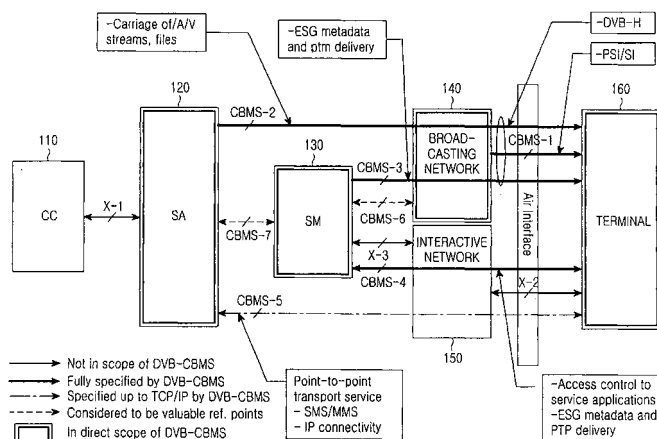 -Carriage of/A/V
streams, files
-ESG metadata
and ptm delivery
-DVB-H
-PSI/SI
120
140
160
CBMS-2
110
130
BROAD-
CASTING
NETWORK
CBMS-1
CBMS-3
CC
X-1
SA
SM
CBMS-6
CBMS-7
Air Interface
TERMINAL
INTERACTIVE
NETWORK
X-3
CBMS-4
X-2
CBMS-5
150
Not in scope of DVB-CBMS
Fully specified by DVB-CBMS
Specified up to TCP/IP by DVB-CBMS
Considered to be valuable ref. points
In direct scope of DVB-CBMS
Point-to-point
transport service
- SMS/MMS
- IP connectivity
-Access control to
service applications
-ESG metadata and
PTP delivery